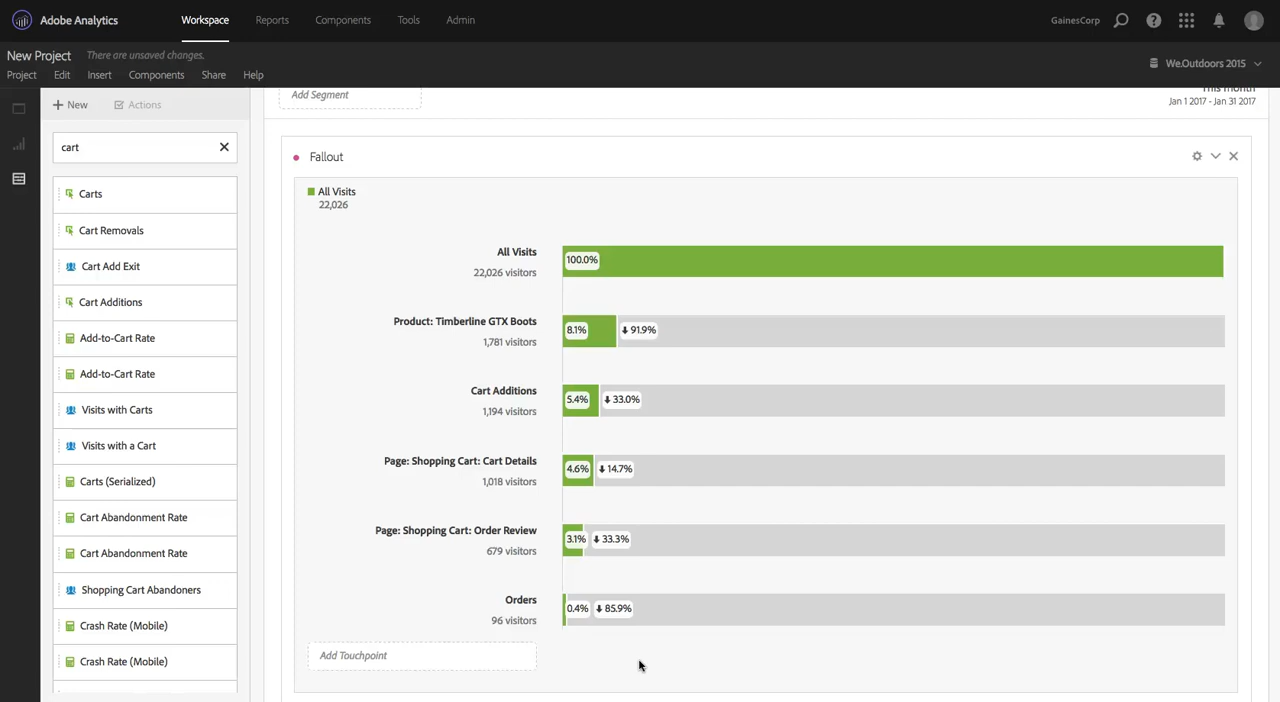 Adobe Analytics
Workspace
Reports
Components
Tools
Admin
GainesCorp
New Project
There are unsaved changes.
Project
Edit
Insert
Components
Share
Help
We.Outdoors 2015
New
Actions
cart
Carts
Cart Removals
Cart Add Exit
Cart Additions
Add-to-Cart Rate
Add-to-Cart Rate
Visits with Carts
Visits with a Cart
Carts (Serialized)
Cart Abandonment Rate
Cart Abandonment Rate
Shopping Cart Abandoners
Crash Rate (Mobile)
Crash Rate (Mobile)
Add Segment
This month
Jan 1 2017 - Jan 31 2017
Fallout
All Visits
22,026
All Visits
22,026 visitors
100.0%
Product: Timberline GTX Boots
1,781 visitors
8.1%
91.9%
Cart Additions
1,194 visitors
5.4%
33.0%
Page: Shopping Cart: Cart Details
1,018 visitors
4.6%
14.7%
Page: Shopping Cart: Order Review
679 visitors
3.1%
33.3%
Orders
96 visitors
0.4%
85.9%
Add Touchpoint